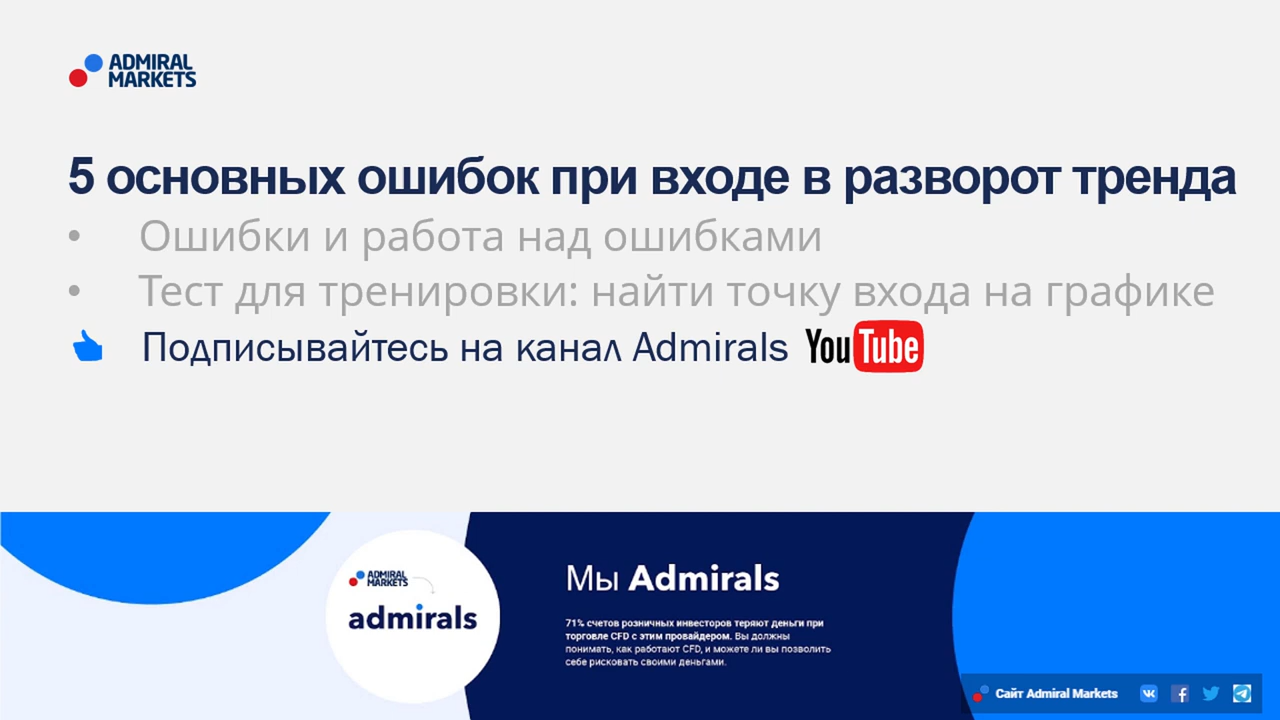 ADMIRAL
MARKETS
5 основных ошибок при входе в разворот тренда
• Ошибки и работа над ошибками
• Тест для тренировки: найти точку входа на графике
Подписывайтесь на канал Admirals YouTube
ADMIRAL
MARKETS
admirals
Мы Admirals
71% счетов розничных инвесторов теряют деньги при
торговле CFD с этим провайдером. Вы должны
понимать, как работают CFD, и можете ли вы позволить
себе рисковать своими деньгами.
Сайт Admiral Markets